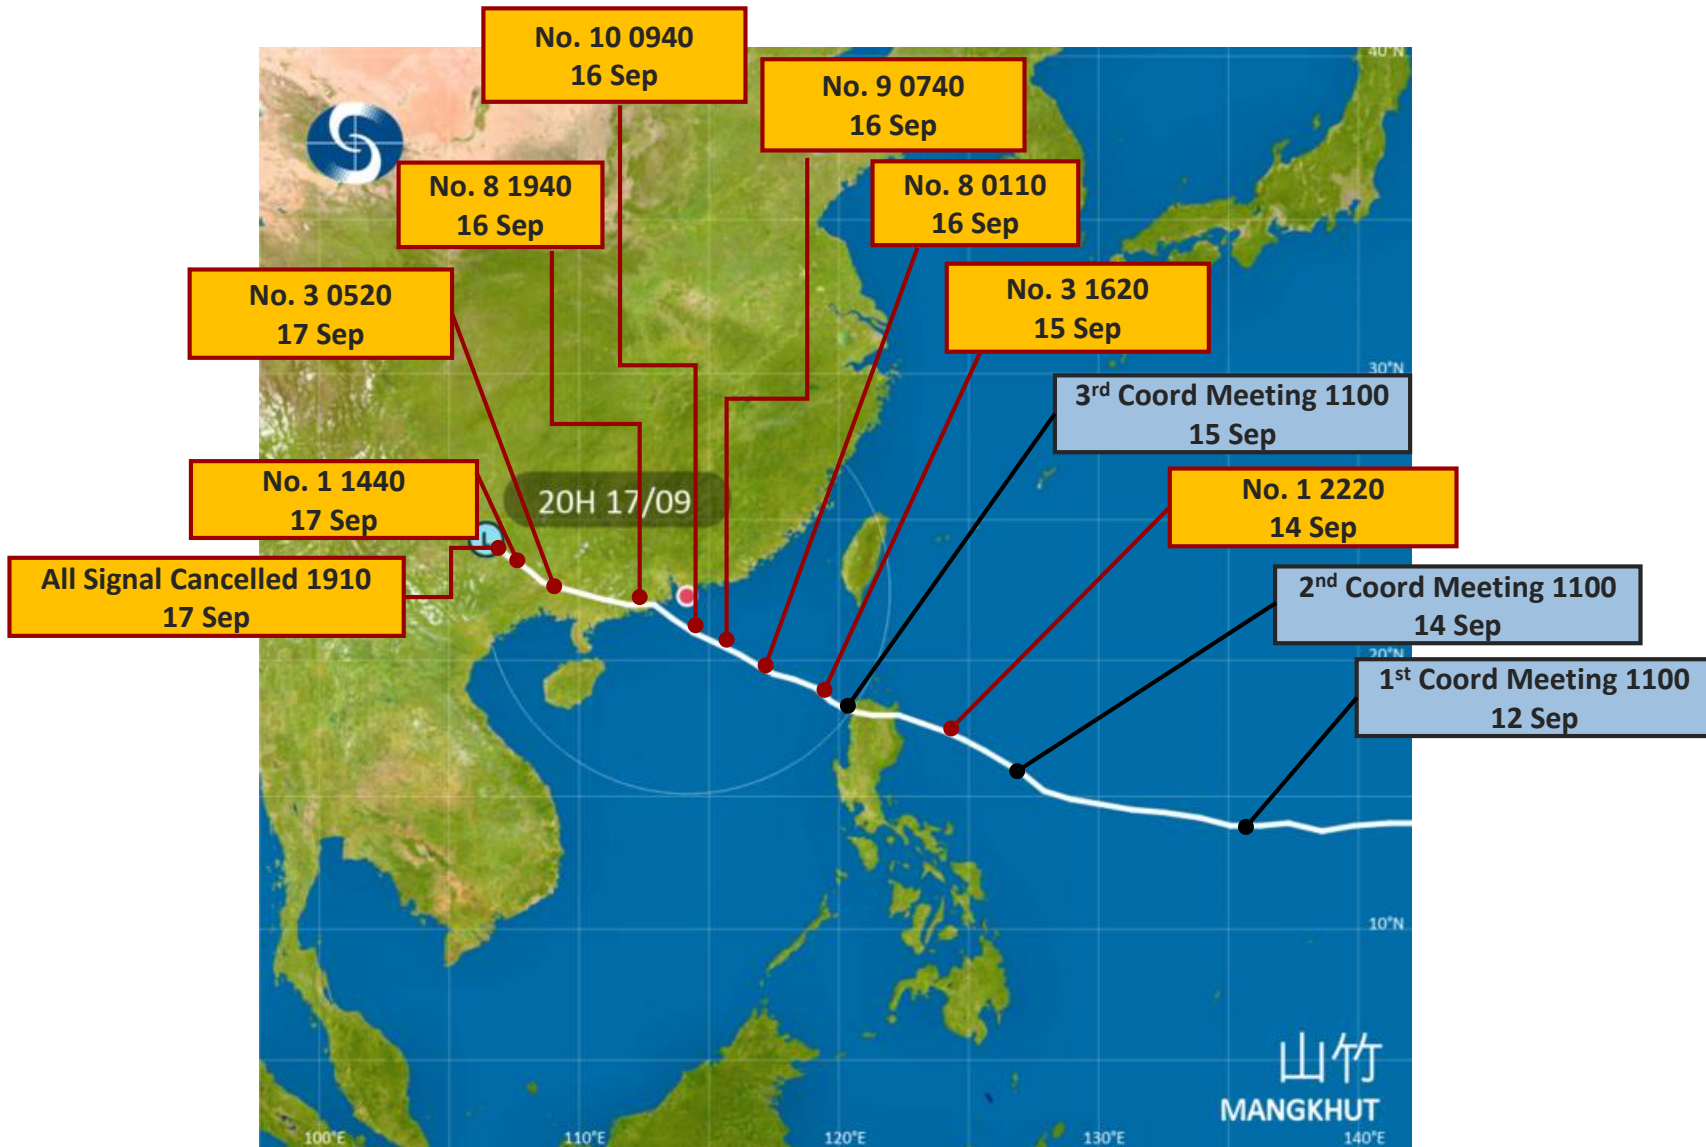 No. 10 0940
16 Sep
No. 9 0740
16 Sep
No. 8 1940
16 Sep
No. 8 0110
16 Sep
No. 3 0520
17 Sep
No. 3 1620
15 Sep
3rd Coord Meeting 1100
15 Sep
No. 1 1440
17 Sep
20H 17/09
No. 1 2220
14 Sep
All Signal Cancelled 1910
17 Sep
2nd Coord Meeting 1100
14 Sep
1st Coord Meeting 1100
12 Sep
40°N
30°N
20°N
10°N
山竹
MANGKHUT
100°E
110°E
120°E
130°E
140°E
L